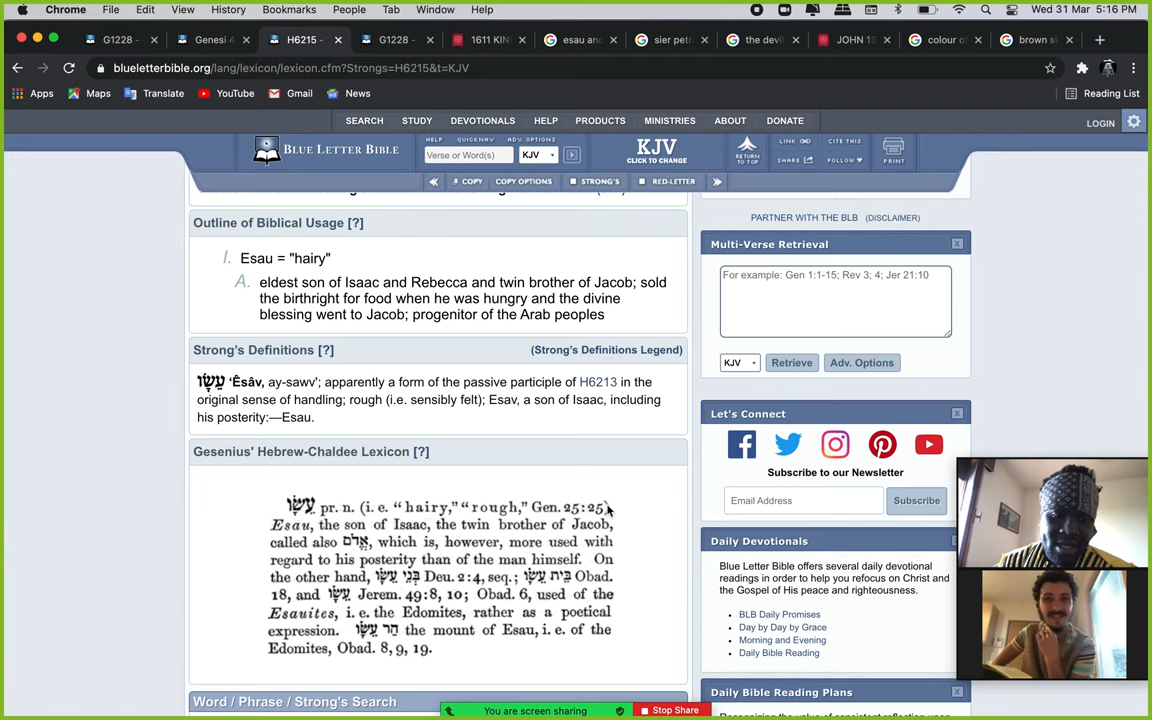 Chrome File Edit View History Bookmarks People Tab Window Help Wed 31 Mar 5:16 PM
G1228 - Genesi 4 H6215 - G1228 - 1611 KIN esau an sier petr the devil JOHN 13 colour of brown sk
blueletterbible.org/lang/lexicon/lexicon.cfm?Strongs=H6215&t=KJV
Apps Maps Translate YouTube Gmail News Reading List
SEARCH STUDY DEVOTIONALS HELP PRODUCTS MINISTRIES ABOUT DONATE LOGIN
HELP QUICKNAV ADV. OPTIONS
BLUE LETTER BIBLE Verse or Word(s) KJV KJV CLICK TO CHANGE RETURN TO TOP LINK SHARE CITE THIS FOLLOW PRINT
COPY COPY OPTIONS STRONG'S RED-LETTER
Outline of Biblical Usage [?]
I. Esau = "hairy"
A. eldest son of Isaac and Rebecca and twin brother of Jacob; sold
the birthright for food when he was hungry and the divine
blessing went to Jacob; progenitor of the Arab peoples
Strong's Definitions [?] (Strong's Definitions Legend)
עֵשָׂו ʻÊsâv, ay-sawv'; apparently a form of the passive participle of H6213 in the
original sense of handling; rough (i.e. sensibly felt); Esav, a son of Isaac, including
his posterity:—Esau.
Gesenius' Hebrew-Chaldee Lexicon [?]
עֵשָׂו pr. n. (i. e. "hairy," "rough," Gen. 25:25)
Esau, the son of Isaac, the twin brother of Jacob,
called also אֱדֹם, which is, however, more used with
regard to his posterity than of the man himself. On
the other hand, בְּנֵי עֵשָׂו Deu. 2:4, seq.; בֵּית עֵשָׂו Obad.
18, and עֵשָׂו Jerem. 49:8, 10; Obad. 6, used of the
Esauites, i. e. the Edomites, rather as a poetical
expression. הַר עֵשָׂו the mount of Esau, i. e. of the
Edomites, Obad. 8, 9, 19.
Word / Phrase / Strong's Search
PARTNER WITH THE BLB (DISCLAIMER)
Multi-Verse Retrieval
For example: Gen 1:1-15; Rev 3; 4; Jer 21:10
KJV Retrieve Adv. Options
Let's Connect
Subscribe to our Newsletter
Email Address Subscribe
Daily Devotionals
Blue Letter Bible offers several daily devotional
readings in order to help you refocus on Christ and
the Gospel of His peace and righteousness.
BLB Daily Promises
Day by Day by Grace
Morning and Evening
Daily Bible Reading
Daily Bible Reading Plans
You are screen sharing Stop Share